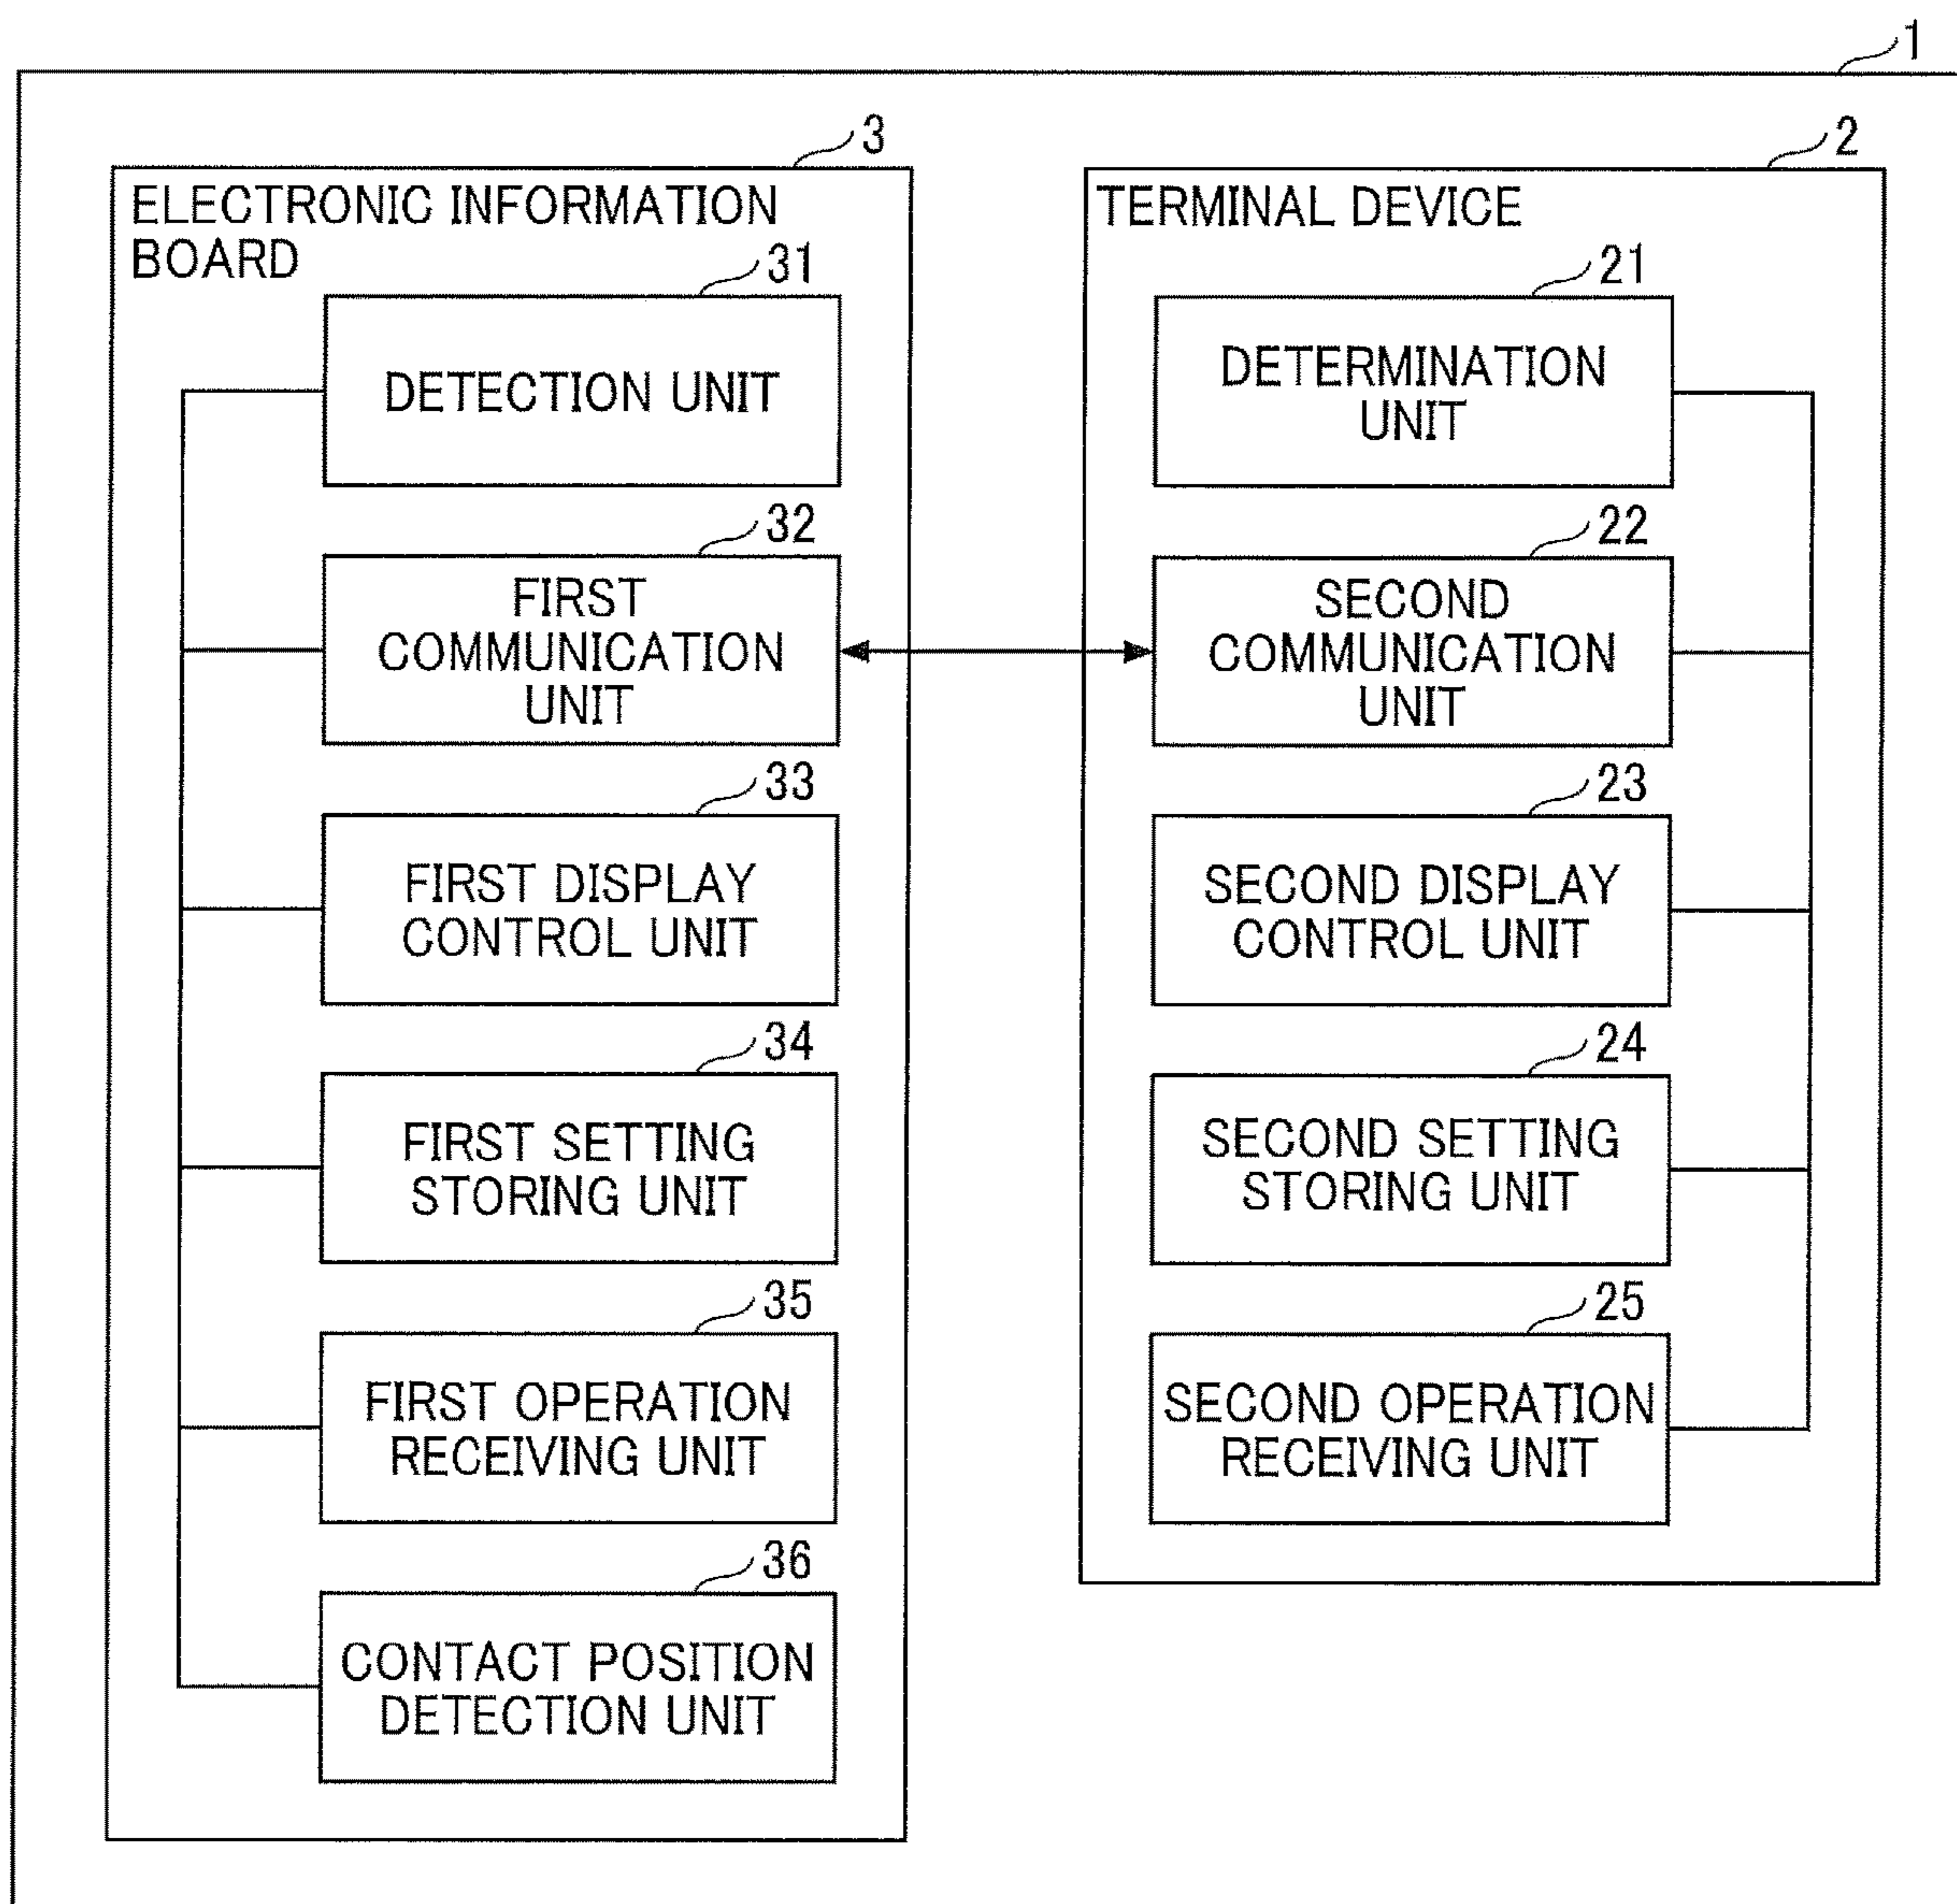 1
3
ELECTRONIC INFORMATION
BOARD
31
DETECTION UNIT
32
FIRST
COMMUNICATION
UNIT
33
FIRST DISPLAY
CONTROL UNIT
34
FIRST SETTING
STORING UNIT
35
FIRST OPERATION
RECEIVING UNIT
36
CONTACT POSITION
DETECTION UNIT
2
TERMINAL DEVICE
21
DETERMINATION
UNIT
22
SECOND
COMMUNICATION
UNIT
23
SECOND DISPLAY
CONTROL UNIT
24
SECOND SETTING
STORING UNIT
25
SECOND OPERATION
RECEIVING UNIT